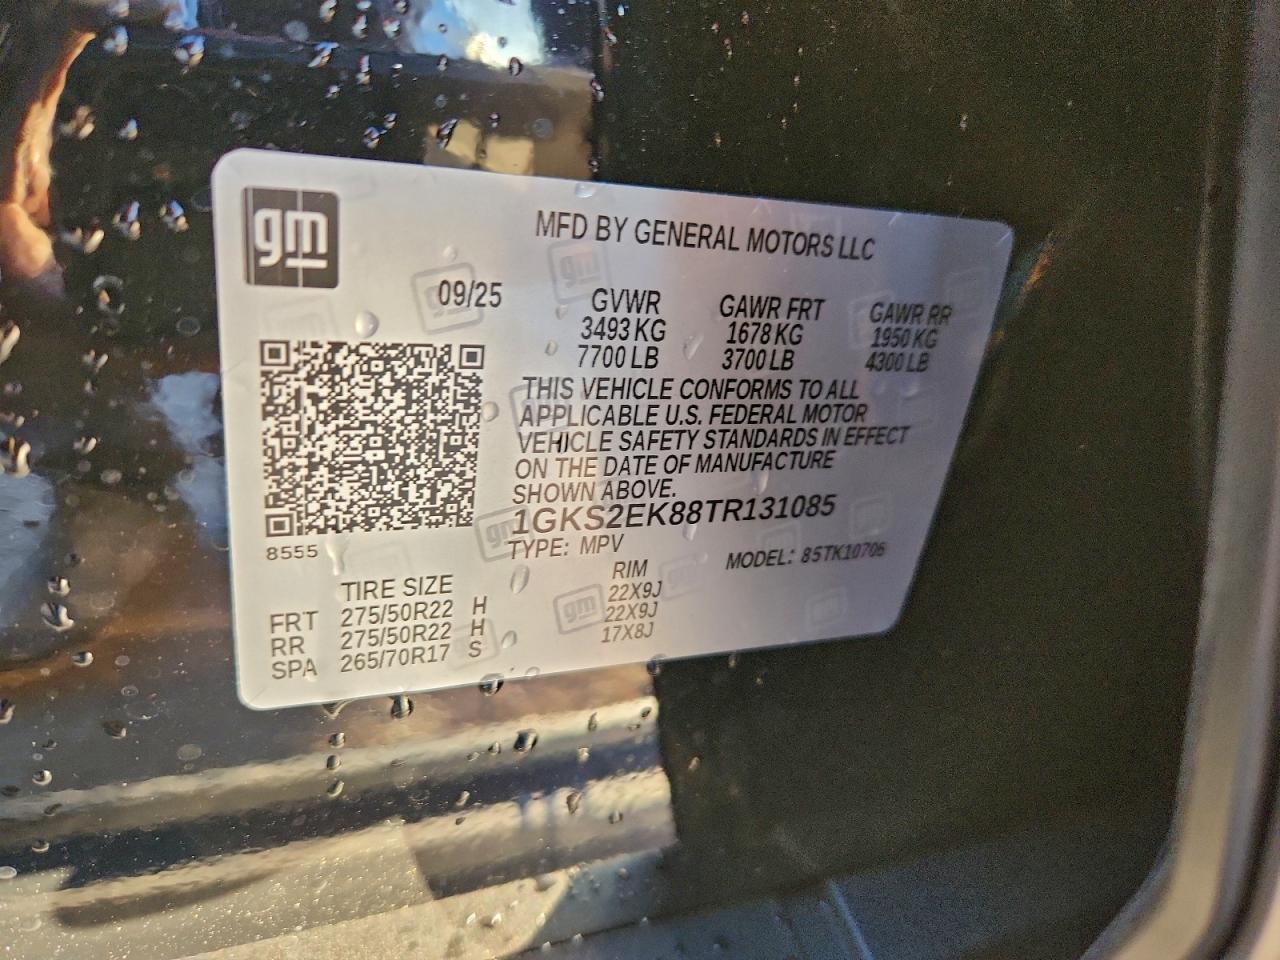 gm
MFD BY GENERAL MOTORS LLC
09/25 GVWR GAWR FRT GAWR RR
3493 KG 1678 KG 1950 KG
7700 LB 3700 LB 4300 LB
THIS VEHICLE CONFORMS TO ALL
APPLICABLE U.S. FEDERAL MOTOR
VEHICLE SAFETY STANDARDS IN EFFECT
ON THE DATE OF MANUFACTURE
SHOWN ABOVE.
1GKS2EK88TR131085
8555 TYPE: MPV MODEL: 85TK10706
TIRE SIZE RIM
FRT 275/50R22 H 22X9J
RR 275/50R22 H 22X9J
SPA 265/70R17 S 17X8J